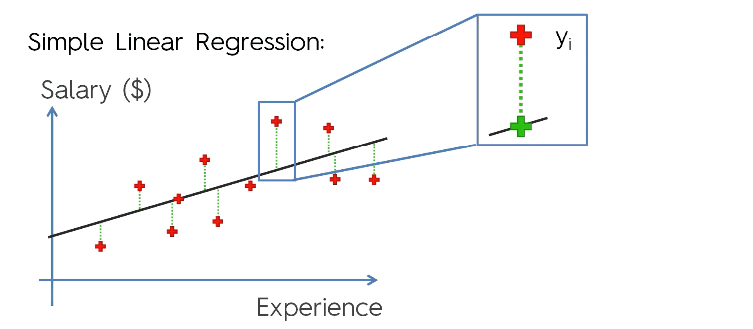 Simple Linear Regression:
yᵢ
Salary ($)
Experience